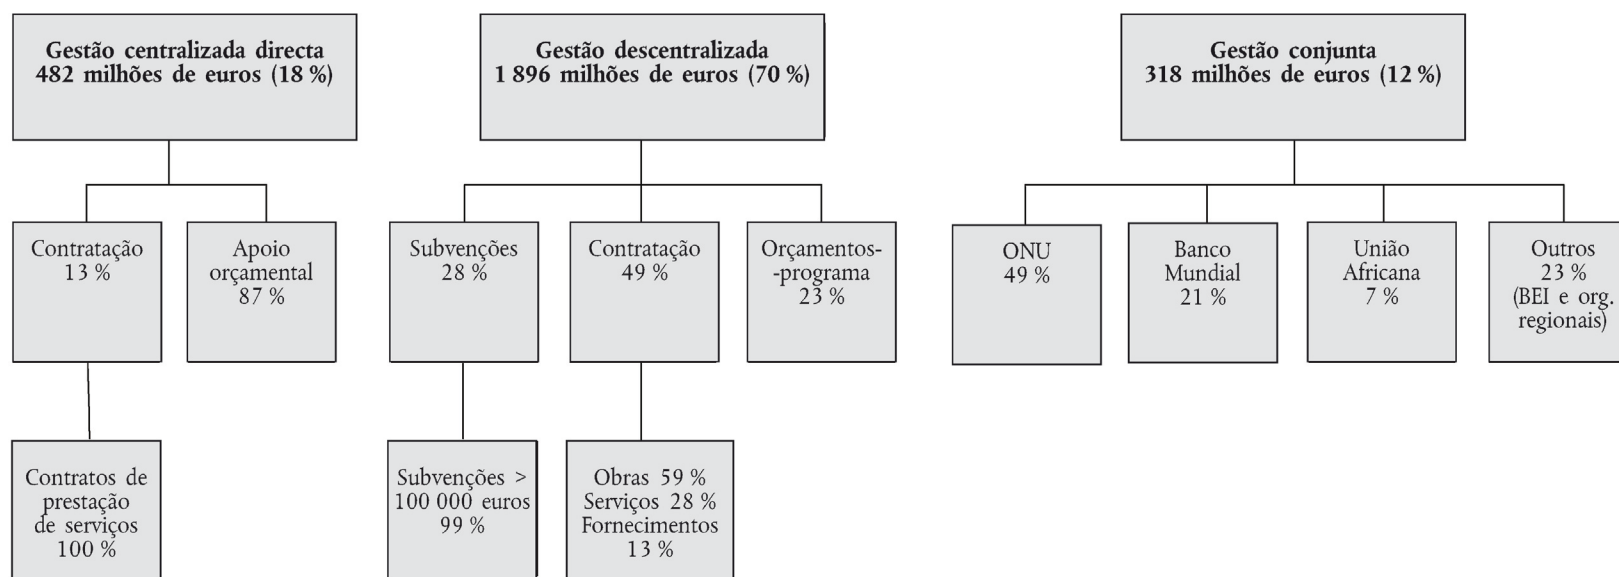 Gestão centralizada directa
482 milhões de euros (18 %)
Gestão descentralizada
1 896 milhões de euros (70 %)
Gestão conjunta
318 milhões de euros (12 %)
Contratação
13 %
Apoio
orçamental
87 %
Subvenções
28 %
Contratação
49 %
Orçamentos-
-programa
23 %
ONU
49 %
Banco
Mundial
21 %
União
Africana
7 %
Outros
23 %
(BEI e org.
regionais)
Contratos de
prestação
de serviços
100 %
Subvenções >
100 000 euros
99 %
Obras 59 %
Serviços 28 %
Fornecimentos
13 %